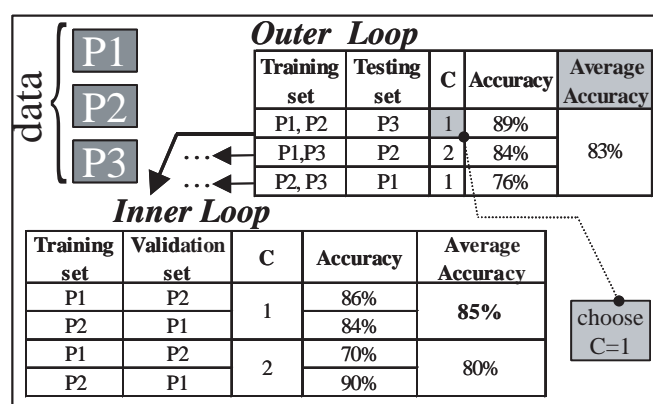 data
P1
P2
P3
Outer Loop
Training set Testing set C Accuracy Average Accuracy
P1, P2 P3 1 89% 83%
P1,P3 P2 2 84%
P2, P3 P1 1 76%
...
...
Inner Loop
Training set Validation set C Accuracy Average Accuracy
P1 P2 1 86% 85%
P2 P1 84%
P1 P2 2 70% 80%
P2 P1 90%
choose
C=1